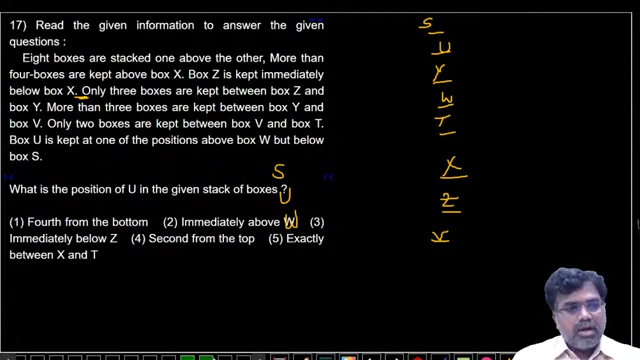 17) Read the given information to answer the given
questions :
Eight boxes are stacked one above the other, More than
four boxes are kept above box X. Box Z is kept immediately
below box X. Only three boxes are kept between box Z and
box Y. More than three boxes are kept between box Y and
box V. Only two boxes are kept between box V and box T.
Box U is kept at one of the positions above box W but below
box S.
What is the position of U in the given stack of boxes ?
(1) Fourth from the bottom (2) Immediately above W (3)
Immediately below Z (4) Second from the top (5) Exactly
between X and T
S
U
W
S
U
Y
W
T
X
Z
V